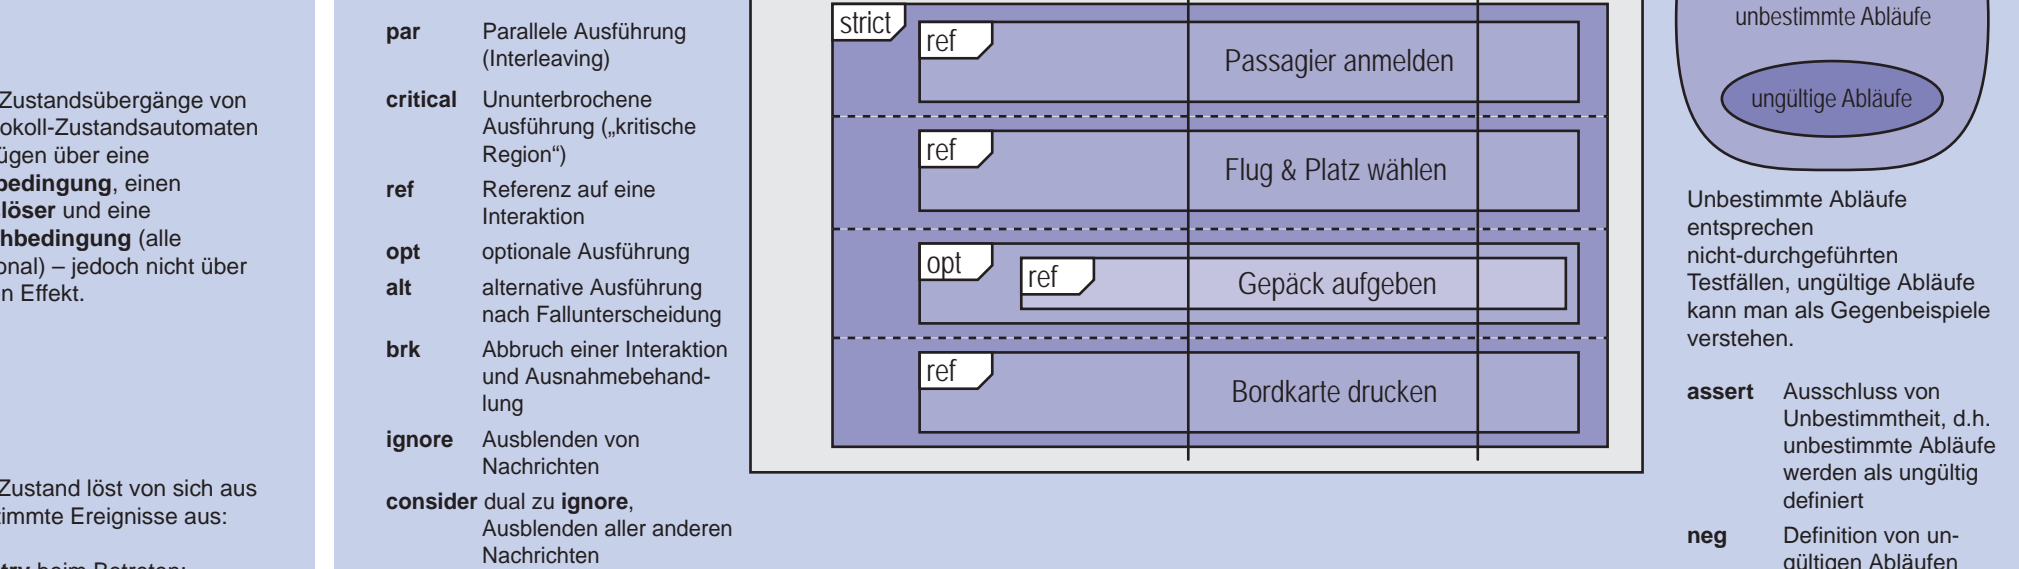 Zustandsübergänge von
okoll-Zustandsautomaten
ügen über eine
bedingung, einen
löser und eine
hbedingung (alle
onal) – jedoch nicht über
n Effekt.
Zustand löst von sich aus
timmte Ereignisse aus:
try beim Betreten;
par Parallele Ausführung
(Interleaving)
critical Ununterbrochene
Ausführung („kritische
Region“)
ref Referenz auf eine
Interaktion
opt optionale Ausführung
alt alternative Ausführung
nach Fallunterscheidung
brk Abbruch einer Interaktion
und Ausnahmebehand-
lung
ignore Ausblenden von
Nachrichten
consider dual zu ignore,
Ausblenden aller anderen
Nachrichten
strict
ref
Passagier anmelden
ref
Flug & Platz wählen
opt
ref
Gepäck aufgeben
ref
Bordkarte drucken
unbestimmte Abläufe
ungültige Abläufe
Unbestimmte Abläufe
entsprechen
nicht-durchgeführten
Testfällen, ungültige Abläufe
kann man als Gegenbeispiele
verstehen.
assert Ausschluss von
Unbestimmtheit, d.h.
unbestimmte Abläufe
werden als ungültig
definiert
neg Definition von un-
gültigen Abläufen